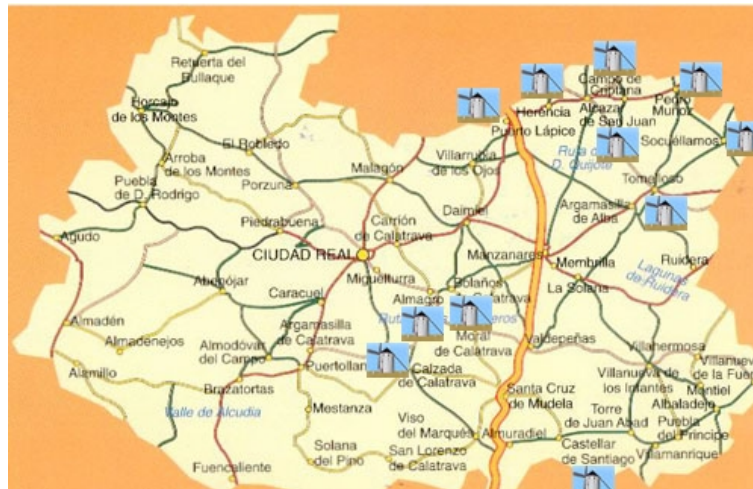 Retuerta del
Bullaque
Horcajo
de los Montes
El Robledo
Arroba
de los Montes
Puebla
de D. Rodrigo
Porzuna
Malagón
Villarrubia
de los Ojos
Puerto Lápice
Herencia
Campo de
Criptana
Alcázar
de San Juan
Pedro
Muñoz
Socuéllamos
Ruta
D. Quijote
Tomelloso
Argamasilla
de Alba
Agudo
Piedrabuena
Carrión
de Calatrava
Daimiel
CIUDAD REAL
Manzanares
Membrilla
Ruidera
Lagunas
de Ruidera
La Solana
Miguelturra
Abenójar
Caracuel
Almagro
Bolaños
Calatrava
Ruta
Almadén
Almadenejos
Argamasilla
de Calatrava
Almodóvar
del Campo
Moral
de Calatrava
Valdepeñas
Villahermosa
Alamillo
Puertollan
Calzada
de Calatrava
Villanueva de
los Infantes
Villanuev
de la Fuen
Montiel
Brazatortas
Valle de Alcudia
Mestanza
Santa Cruz
de Mudela
Albaladejo
Torre
de Juan Abad
Puebla
del Príncipe
Viso
del Marqués
Almuradiel
Solana
del Pino
San Lorenzo
de Calatrava
Castellar
de Santiago
Villamanrique
Fuencaliente